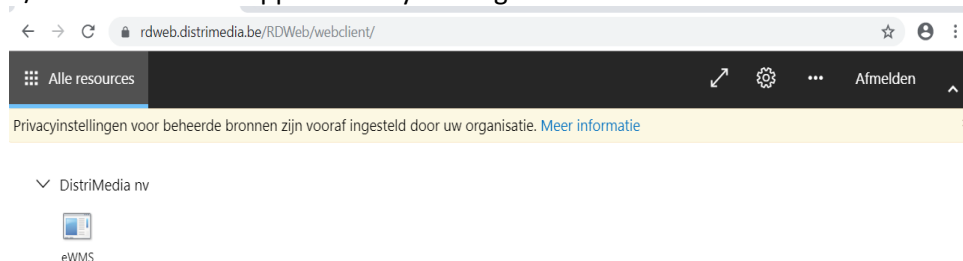 rdweb.distrimedia.be/RDWeb/webclient/
Alle resources
Afmelden
Privacyinstellingen voor beheerde bronnen zijn vooraf ingesteld door uw organisatie. Meer informatie
DistriMedia nv
eWMS